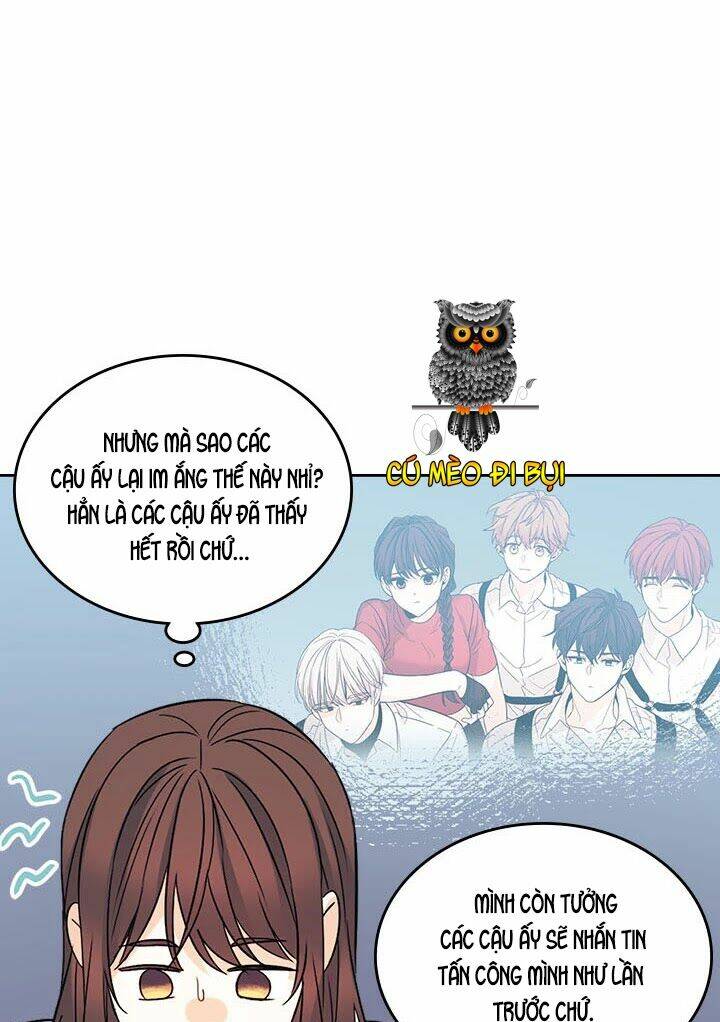 CÚ MÈO ĐI BỤI
NHƯNG MÀ SAO CÁC
CẬU ẤY LẠI IM ẮNG THẾ NÀY NHỈ?
HẲN LÀ CÁC CẬU ẤY ĐÃ THẤY
HẾT RỒI CHỨ...
MÌNH CÒN TƯỞNG
CÁC CẬU ẤY SẼ NHẮN TIN
TẤN CÔNG MÌNH NHƯ LẦN
TRƯỚC CHỨ.